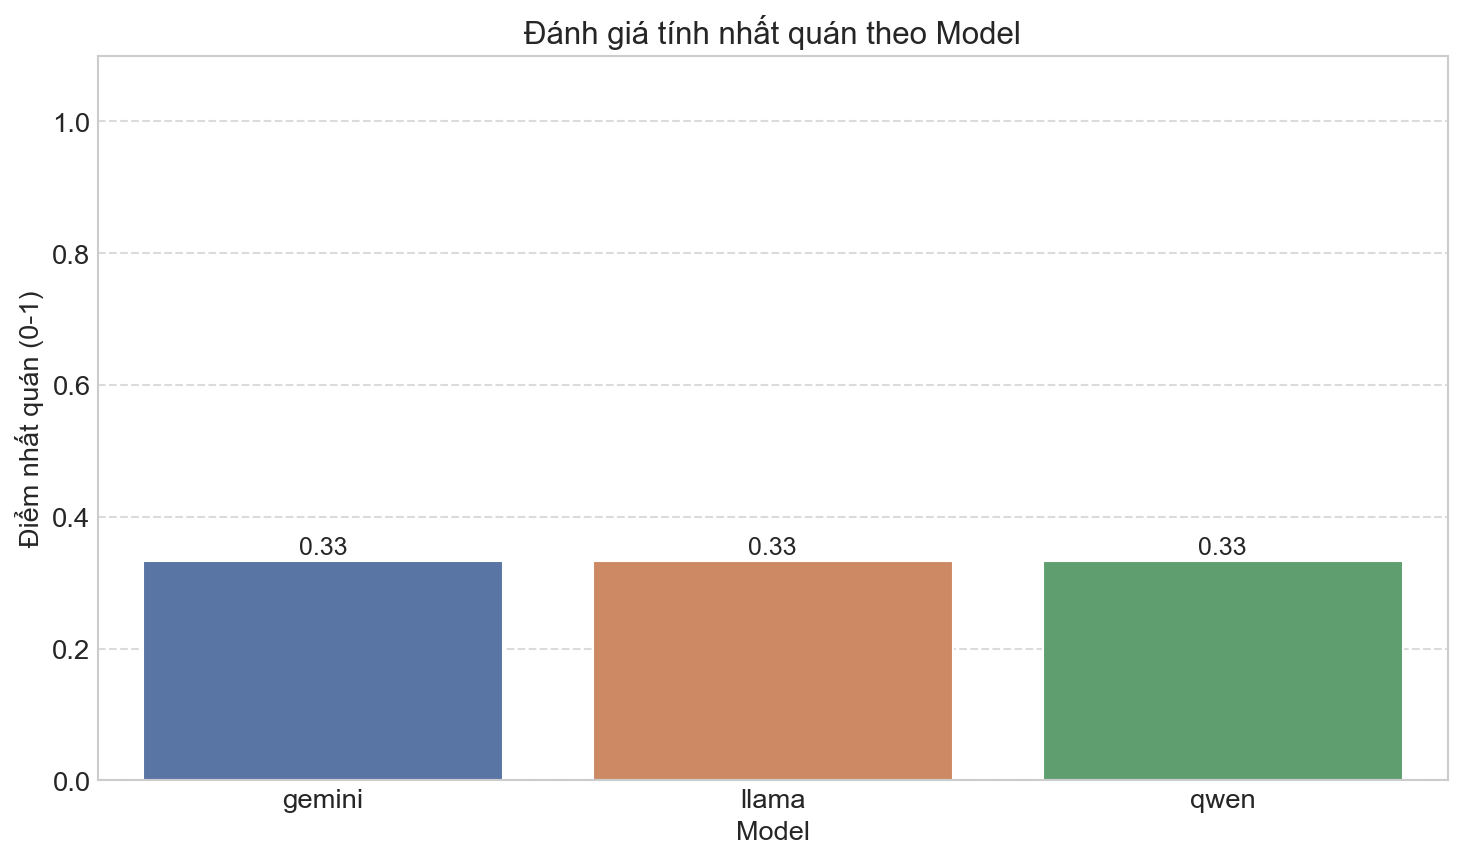 Đánh giá tính nhất quán theo Model
Điểm nhất quán (0-1)
1.0
0.8
0.6
0.4
0.2
0.0
0.33
0.33
0.33
gemini
llama
qwen
Model